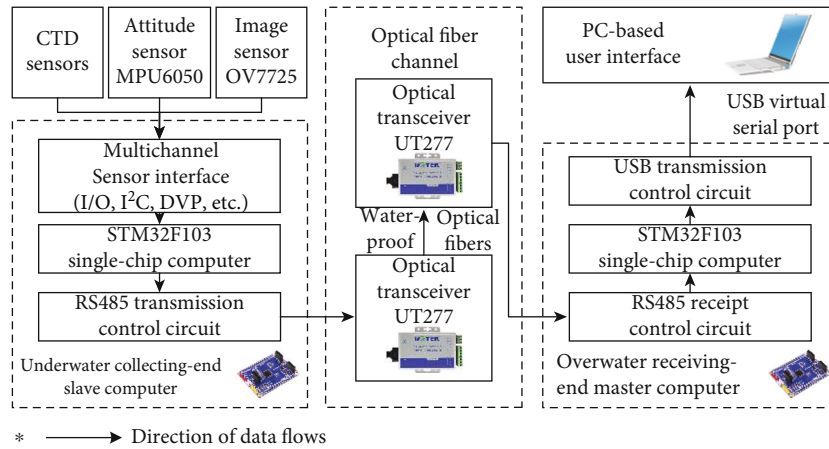 CTD
sensors
Attitude
sensor
MPU6050
Image
sensor
OV7725
Multichannel
Sensor interface
(I/O, I²C, DVP, etc.)
STM32F103
single-chip computer
RS485 transmission
control circuit
Underwater collecting-end
slave computer
Optical fiber
channel
Optical
transceiver
UT277
Water-
proof
Optical
fibers
Optical
transceiver
UT277
PC-based
user interface
USB virtual
serial port
USB transmission
control circuit
STM32F103
single-chip computer
RS485 receipt
control circuit
Overwater receiving-
end master computer
* Direction of data flows